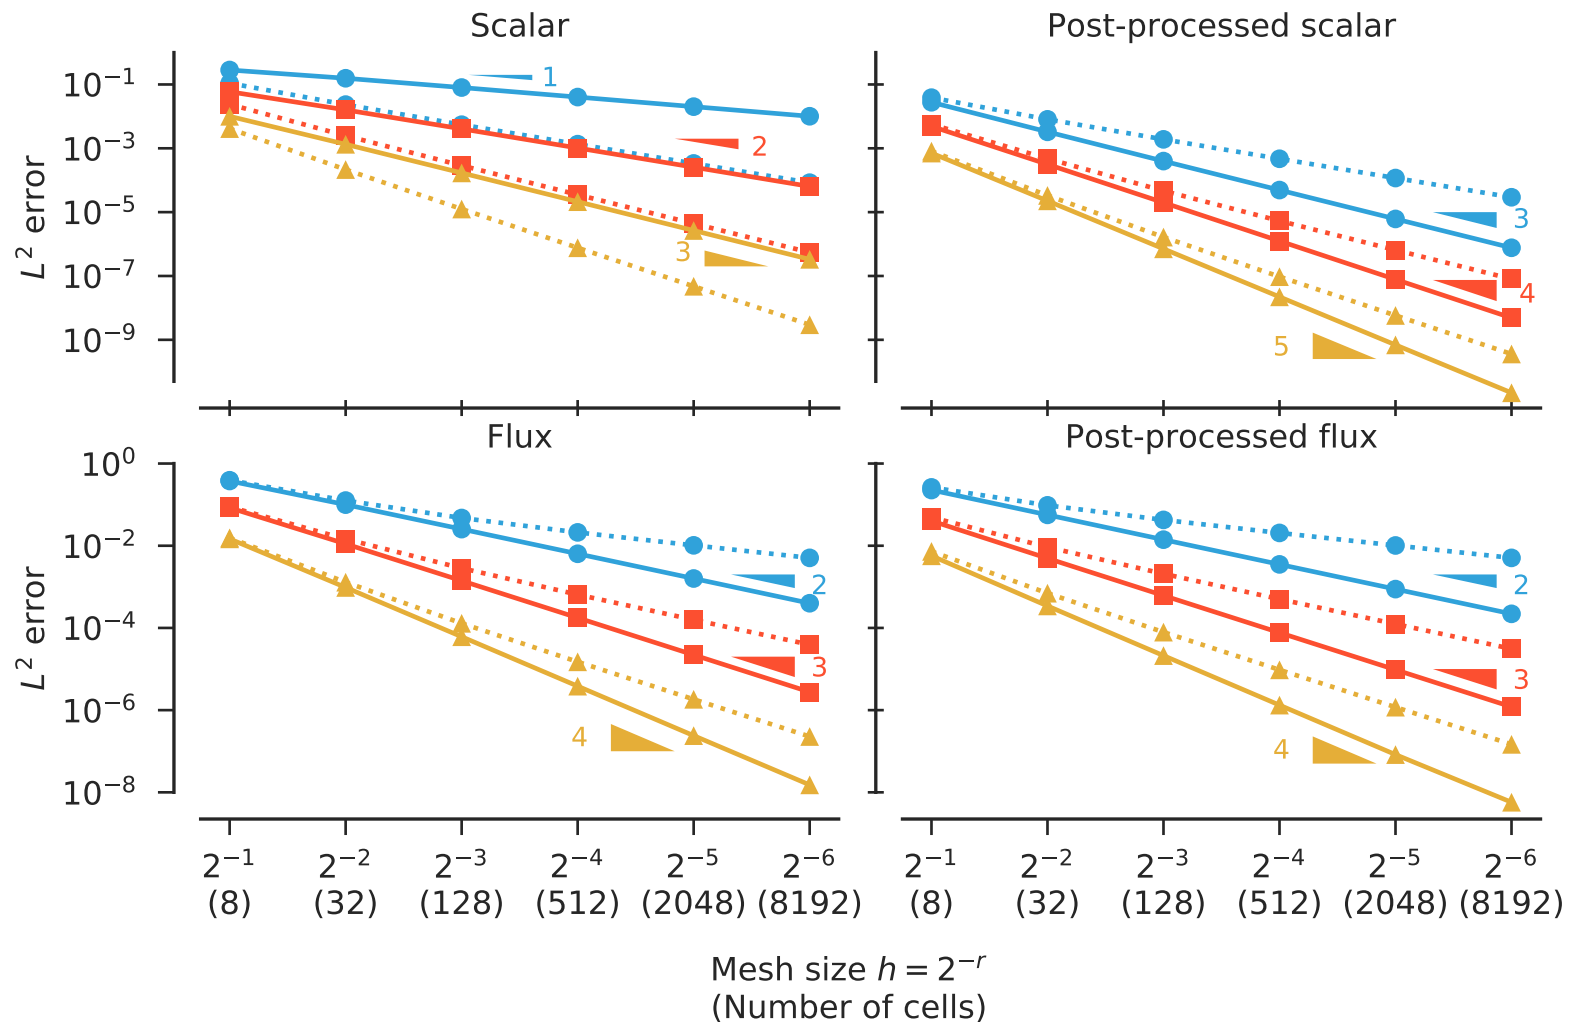 Scalar
Post-processed scalar
L² error
10⁻¹
10⁻³
10⁻⁵
10⁻⁷
10⁻⁹
1
2
3
3
4
5
Flux
Post-processed flux
L² error
10⁰
10⁻²
10⁻⁴
10⁻⁶
10⁻⁸
2
3
4
2
3
4
2⁻¹ 2⁻² 2⁻³ 2⁻⁴ 2⁻⁵ 2⁻⁶ 2⁻¹ 2⁻² 2⁻³ 2⁻⁴ 2⁻⁵ 2⁻⁶
(8) (32) (128) (512) (2048) (8192) (8) (32) (128) (512) (2048) (8192)
Mesh size h = 2⁻ʳ
(Number of cells)